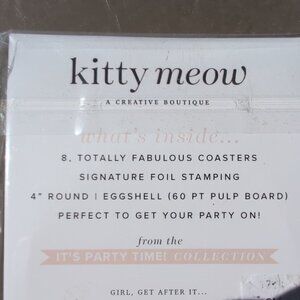 kitty meow
A CREATIVE BOUTIQUE
what's inside...
8, TOTALLY FABULOUS COASTERS
SIGNATURE FOIL STAMPING
4" ROUND | EGGSHELL (60 PT PULP BOARD)
PERFECT TO GET YOUR PARTY ON!
from the
IT'S PARTY TIME! COLLECTION
GIRL, GET AFTER IT...